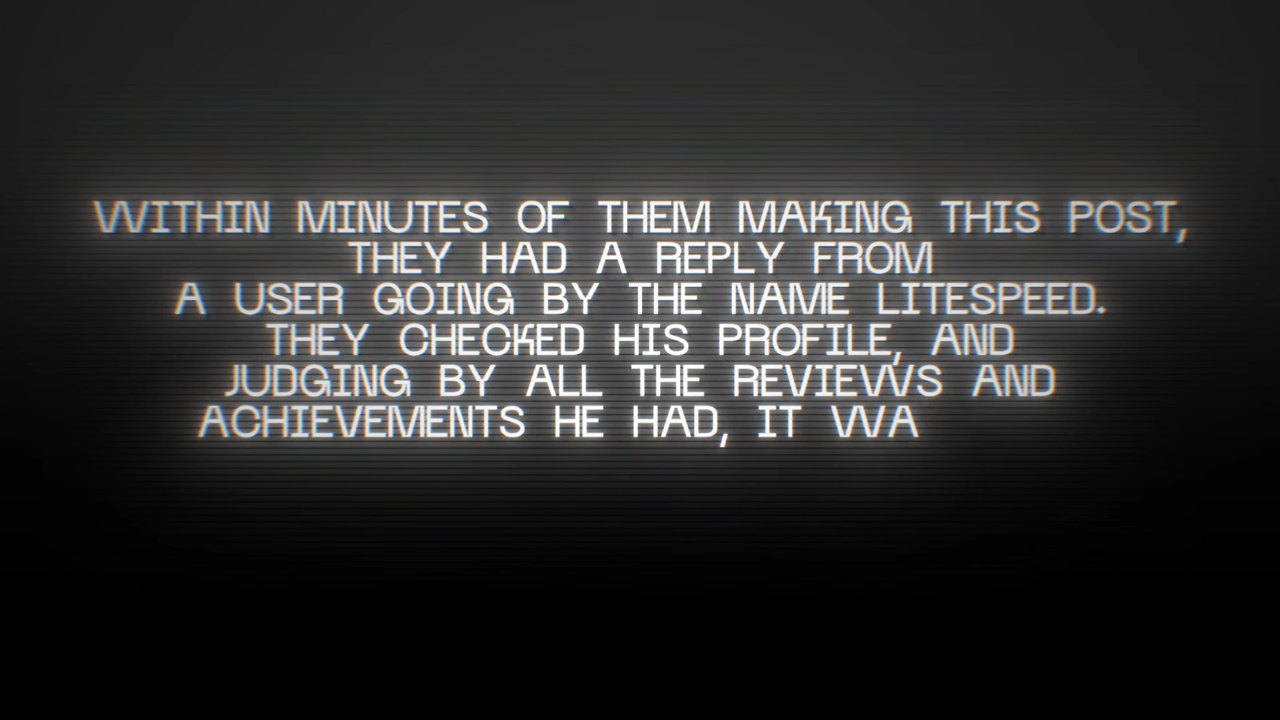 WITHIN MINUTES OF THEM MAKING THIS POST,
THEY HAD A REPLY FROM
A USER GOING BY THE NAME LITESPEED.
THEY CHECKED HIS PROFILE, AND
JUDGING BY ALL THE REVIEWS AND
ACHIEVEMENTS HE HAD, IT WA